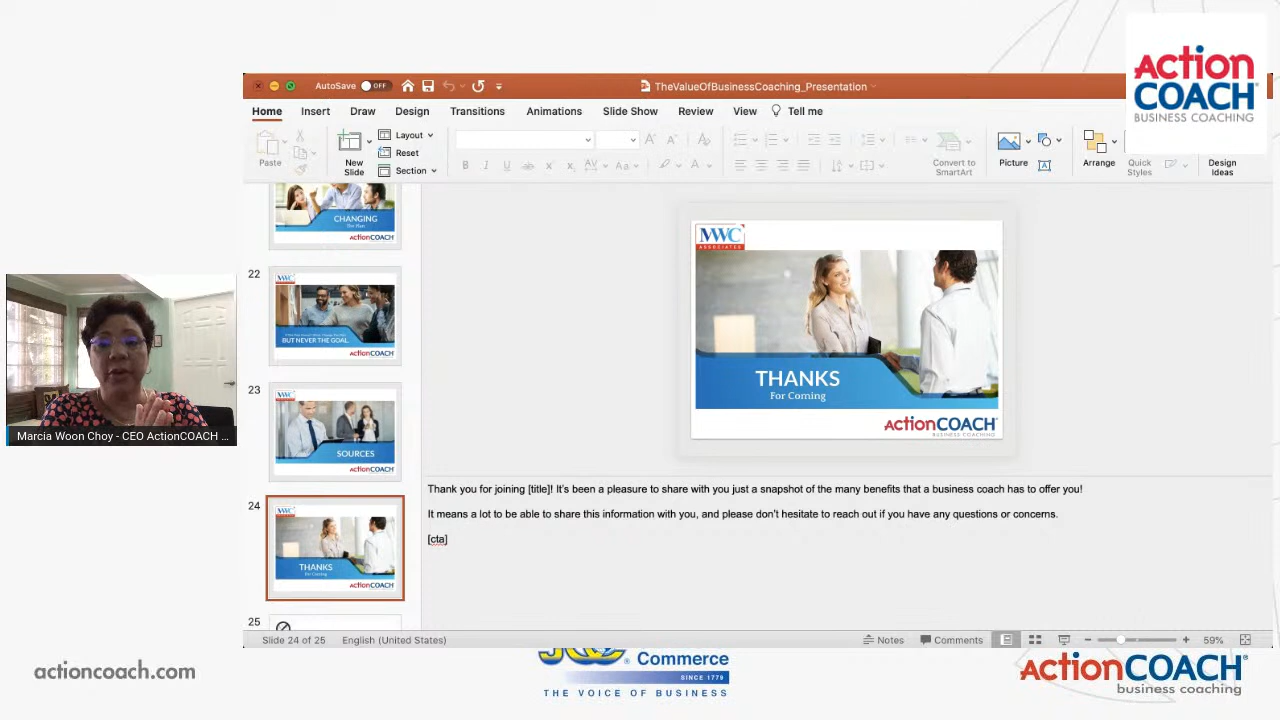 Action
COACH
BUSINESS COACHING
AutoSave OFF
TheValueOfBusinessCoaching_Presentation
Home Insert Draw Design Transitions Animations Slide Show Review View Tell me
Paste
New
Slide
Layout
Reset
Section
Convert to
SmartArt
Picture
Arrange
Quick
Styles
Design
Ideas
CHANGING
the Plan
ActionCOACH
22
MWC
BUT NEVER THE GOAL.
ActionCOACH
23
MWC
SOURCES
ActionCOACH
24
MWC
THANKS
For Coming
ActionCOACH
25
MWC
ASSOCIATES
THANKS
For Coming
ActionCOACH
BUSINESS COACHING
Thank you for joining [title]! It's been a pleasure to share with you just a snapshot of the many benefits that a business coach has to offer you!
It means a lot to be able to share this information with you, and please don't hesitate to reach out if you have any questions or concerns.
[cta]
Marcia Woon Choy - CEO ActionCOACH ...
Slide 24 of 25 English (United States)
Notes Comments 59%
actioncoach.com
Commerce
SINCE 1779
THE VOICE OF BUSINESS
ActionCOACH
business coaching